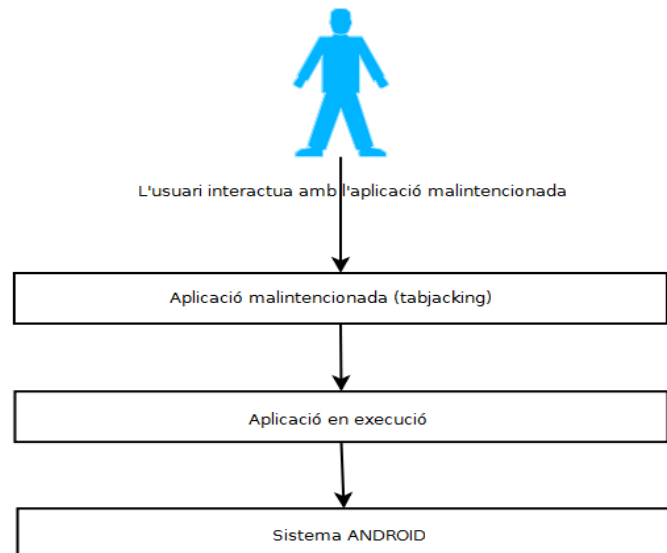 L'usuari interactua amb l'aplicació malintencionada
Aplicació malintencionada (tabjacking)
Aplicació en execució
Sistema ANDROID